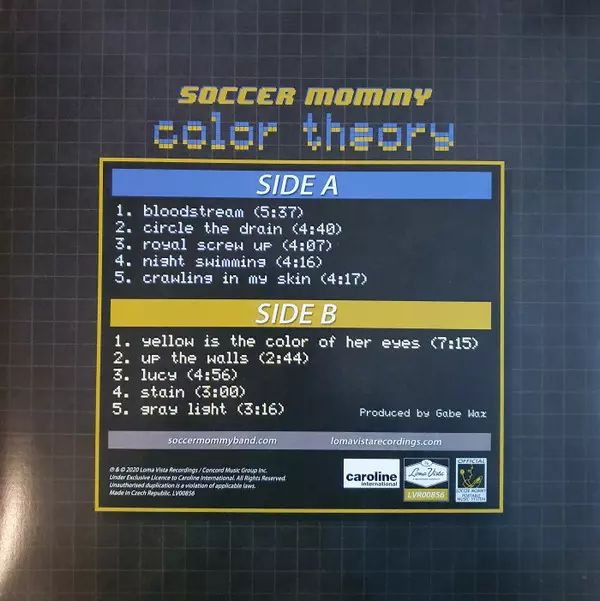 SOCCER MOMMY
color theory
SIDE A
1. bloodstream (5:37)
2. circle the drain (4:40)
3. royal screw up (4:07)
4. night swimming (4:16)
5. crawling in my skin (4:17)
SIDE B
1. yellow is the color of her eyes (7:15)
2. up the walls (2:44)
3. lucy (4:56)
4. stain (3:00)
5. gray light (3:16)
Produced by Gabe Wax
soccermommyband.com
lomavistarecordings.com
℗ & © 2020 Loma Vista Recordings / Concord Music Group Inc.
Under Exclusive Licence to Caroline International. All Rights Reserved.
Unauthorised duplication is a violation of applicable laws.
Made in Czech Republic. LV00856
caroline
international
Loma Vista
LVR00856
OFFICIAL
SOCCER MOMMY
PORTABLE
MUSIC SYSTEM